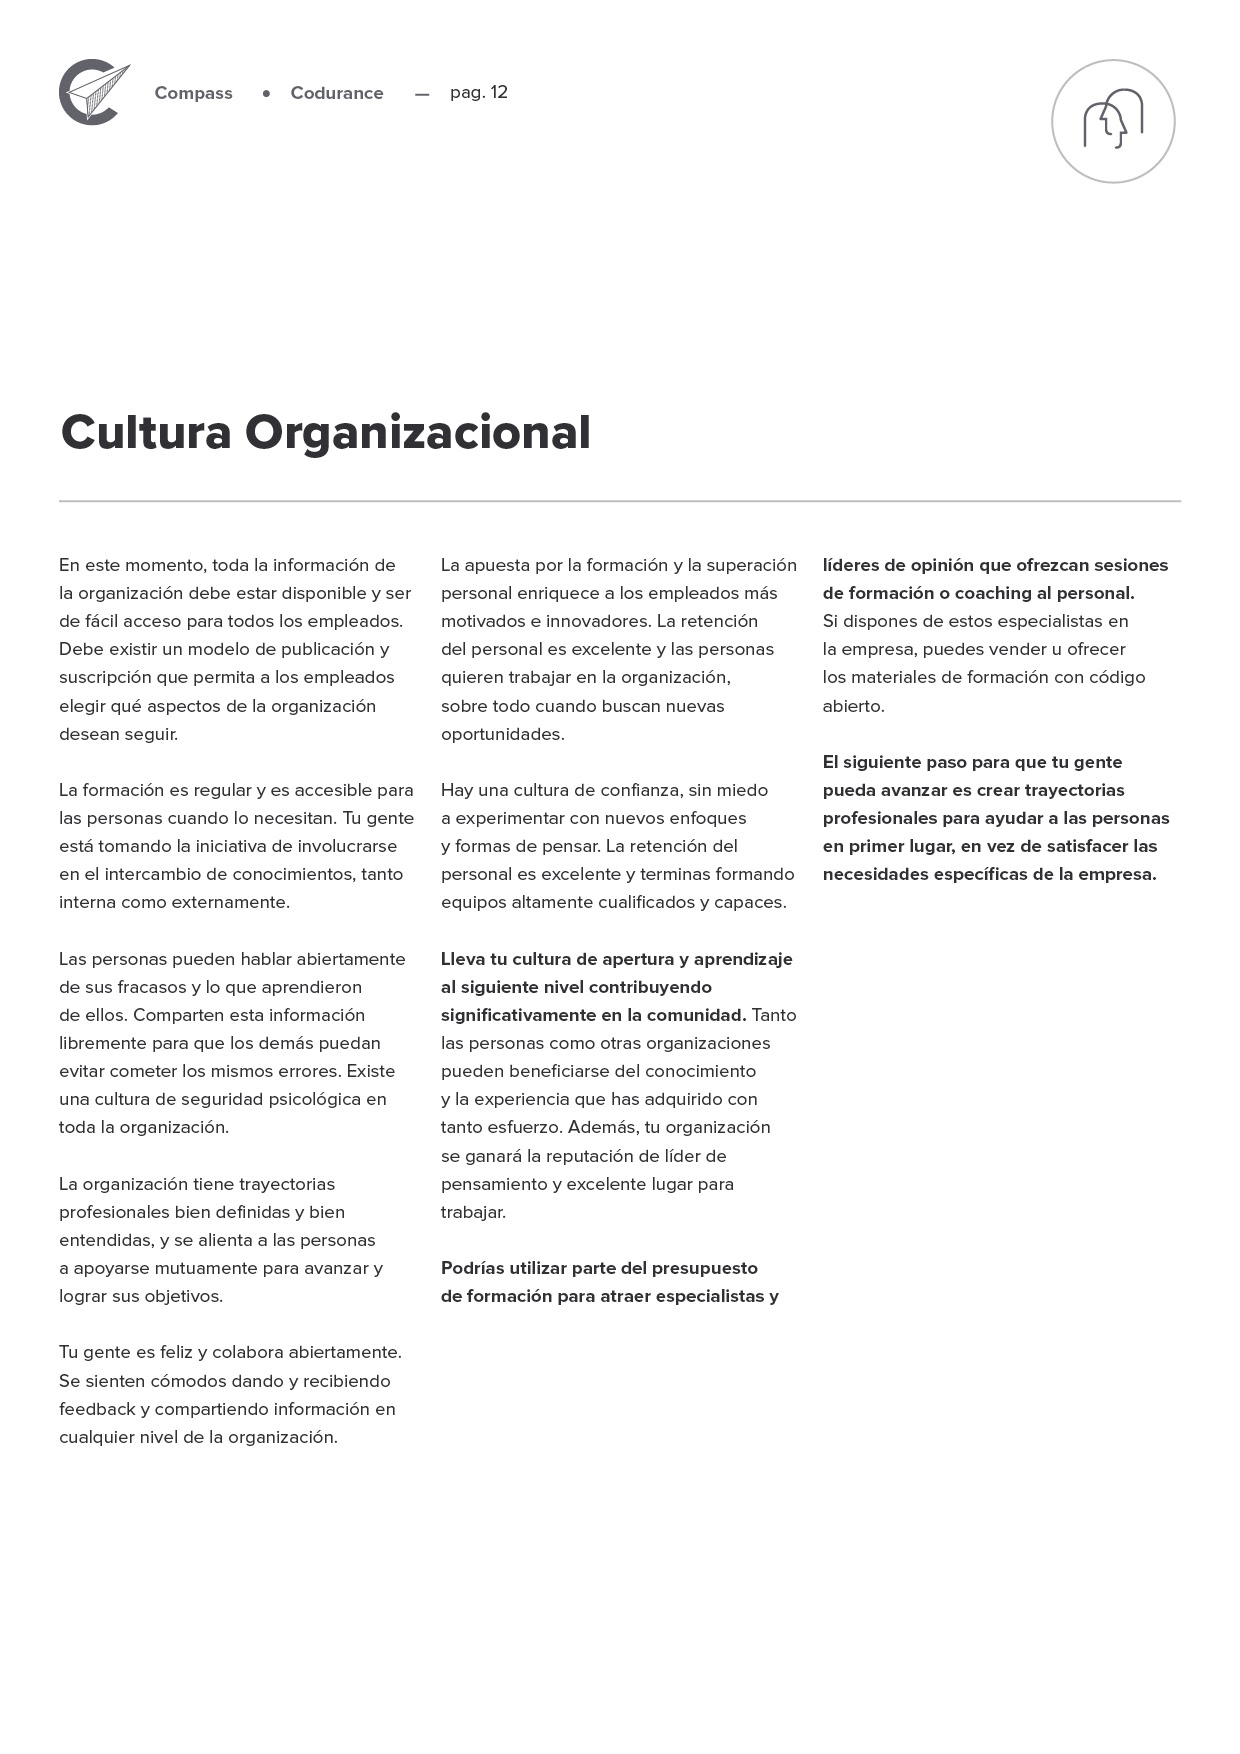 Compass • Codurance — pag. 12
Cultura Organizacional
En este momento, toda la información de
la organización debe estar disponible y ser
de fácil acceso para todos los empleados.
Debe existir un modelo de publicación y
suscripción que permita a los empleados
elegir qué aspectos de la organización
desean seguir.
La formación es regular y es accesible para
las personas cuando lo necesitan. Tu gente
está tomando la iniciativa de involucrarse
en el intercambio de conocimientos, tanto
interna como externamente.
Las personas pueden hablar abiertamente
de sus fracasos y lo que aprendieron
de ellos. Comparten esta información
libremente para que los demás puedan
evitar cometer los mismos errores. Existe
una cultura de seguridad psicológica en
toda la organización.
La organización tiene trayectorias
profesionales bien definidas y bien
entendidas, y se alienta a las personas
a apoyarse mutuamente para avanzar y
lograr sus objetivos.
Tu gente es feliz y colabora abiertamente.
Se sienten cómodos dando y recibiendo
feedback y compartiendo información en
cualquier nivel de la organización.
La apuesta por la formación y la superación
personal enriquece a los empleados más
motivados e innovadores. La retención
del personal es excelente y las personas
quieren trabajar en la organización,
sobre todo cuando buscan nuevas
oportunidades.
Hay una cultura de confianza, sin miedo
a experimentar con nuevos enfoques
y formas de pensar. La retención del
personal es excelente y terminas formando
equipos altamente cualificados y capaces.
Lleva tu cultura de apertura y aprendizaje
al siguiente nivel contribuyendo
significativamente en la comunidad. Tanto
las personas como otras organizaciones
pueden beneficiarse del conocimiento
y la experiencia que has adquirido con
tanto esfuerzo. Además, tu organización
se ganará la reputación de líder de
pensamiento y excelente lugar para
trabajar.
Podrías utilizar parte del presupuesto
de formación para atraer especialistas y
líderes de opinión que ofrezcan sesiones
de formación o coaching al personal.
Si dispones de estos especialistas en
la empresa, puedes vender u ofrecer
los materiales de formación con código
abierto.
El siguiente paso para que tu gente
pueda avanzar es crear trayectorias
profesionales para ayudar a las personas
en primer lugar, en vez de satisfacer las
necesidades específicas de la empresa.